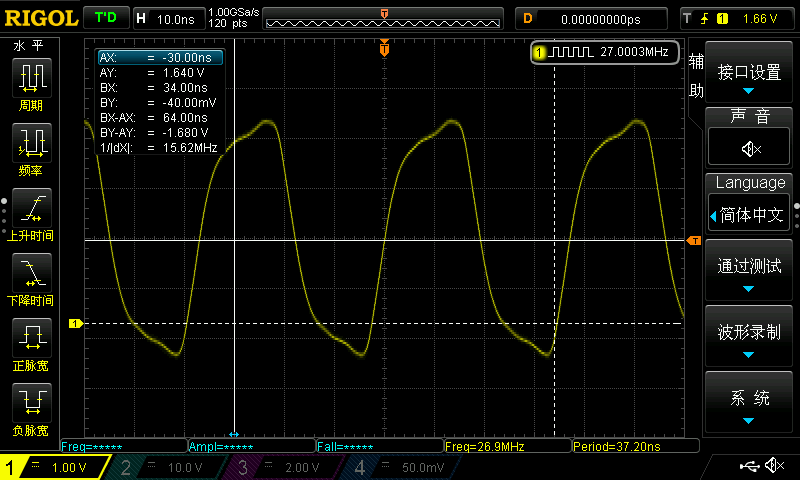 RIGOL T'D H 10.0ns 1.00GSa/s 120 pts T D 0.00000000ps T 1 1.66 V
水 平
周期
频率
上升时间
下降时间
正脉宽
负脉宽
AX: = -30.00ns
AY: = 1.640 V
BX: = 34.00ns
BY: = -40.00mV
BX-AX: = 64.00ns
BY-AY: = -1.680 V
1/|dX|: = 15.62MHz
T
1 27.0003MHz
T
1
辅助
接口设置
声 音
Language
简体中文
通过测试
波形录制
系 统
Freq=***** Ampl=***** Fall=***** Freq=26.9MHz Period=37.20ns
1 = 1.00 V 2 = 10.0 V 3 = 2.00 V 4 = 50.0mV